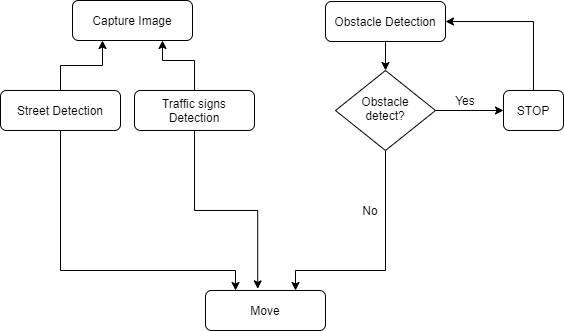 Capture Image
Obstacle Detection
Street Detection
Traffic signs
Detection
Obstacle
detect?
Yes
STOP
No
Move